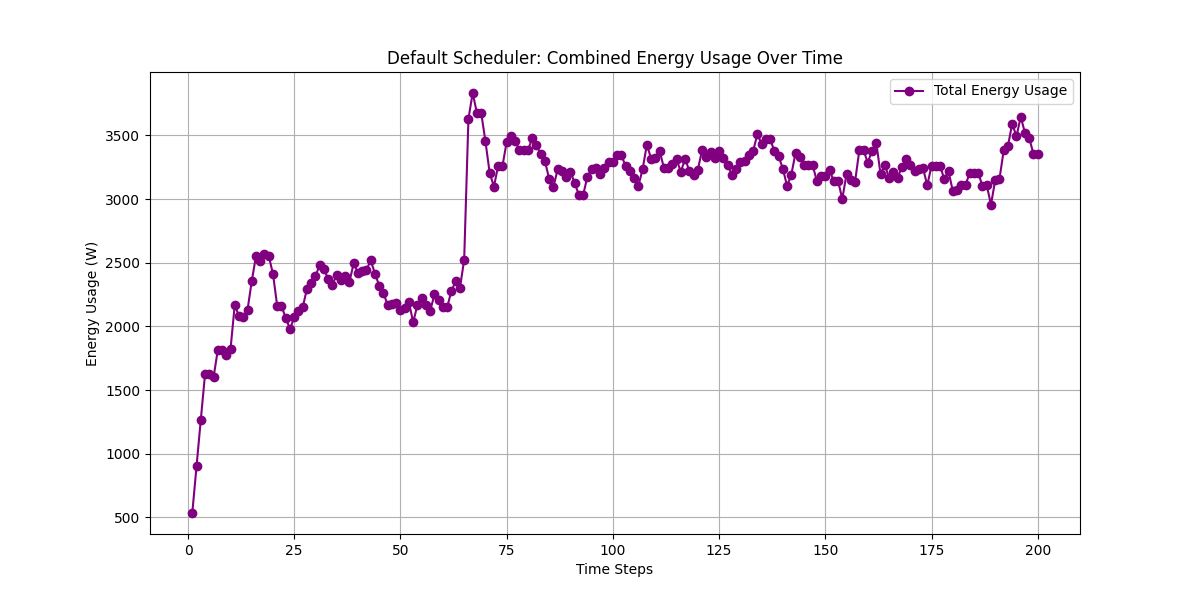 Default Scheduler: Combined Energy Usage Over Time
Total Energy Usage
Energy Usage (W)
3500
3000
2500
2000
1500
1000
500
0 25 50 75 100 125 150 175 200
Time Steps